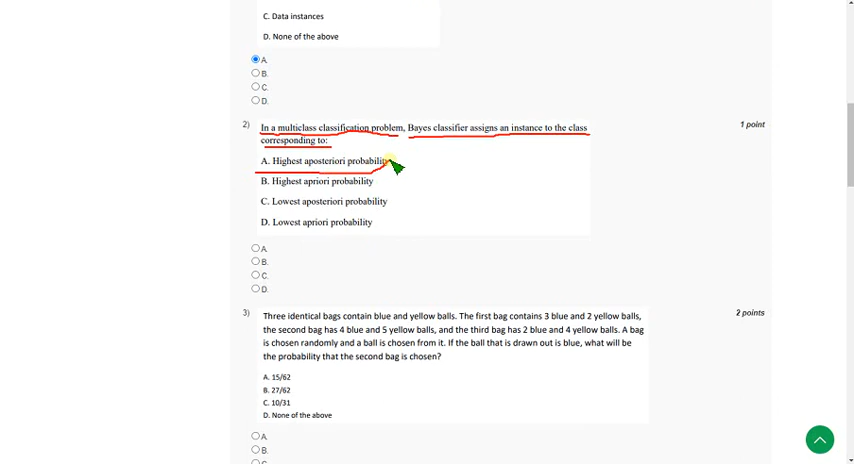 C. Data instances
D. None of the above
A.
B.
C.
D.
2)
In a multiclass classification problem, Bayes classifier assigns an instance to the class
corresponding to:
1 point
A. Highest aposteriori probability
B. Highest apriori probability
C. Lowest aposteriori probability
D. Lowest apriori probability
A.
B.
C.
D.
3)
Three identical bags contain blue and yellow balls. The first bag contains 3 blue and 2 yellow balls,
the second bag has 4 blue and 5 yellow balls, and the third bag has 2 blue and 4 yellow balls. A bag
is chosen randomly and a ball is chosen from it. If the ball that is drawn out is blue, what will be
the probability that the second bag is chosen?
2 points
A. 15/62
B. 27/62
C. 10/31
D. None of the above
A.
B.